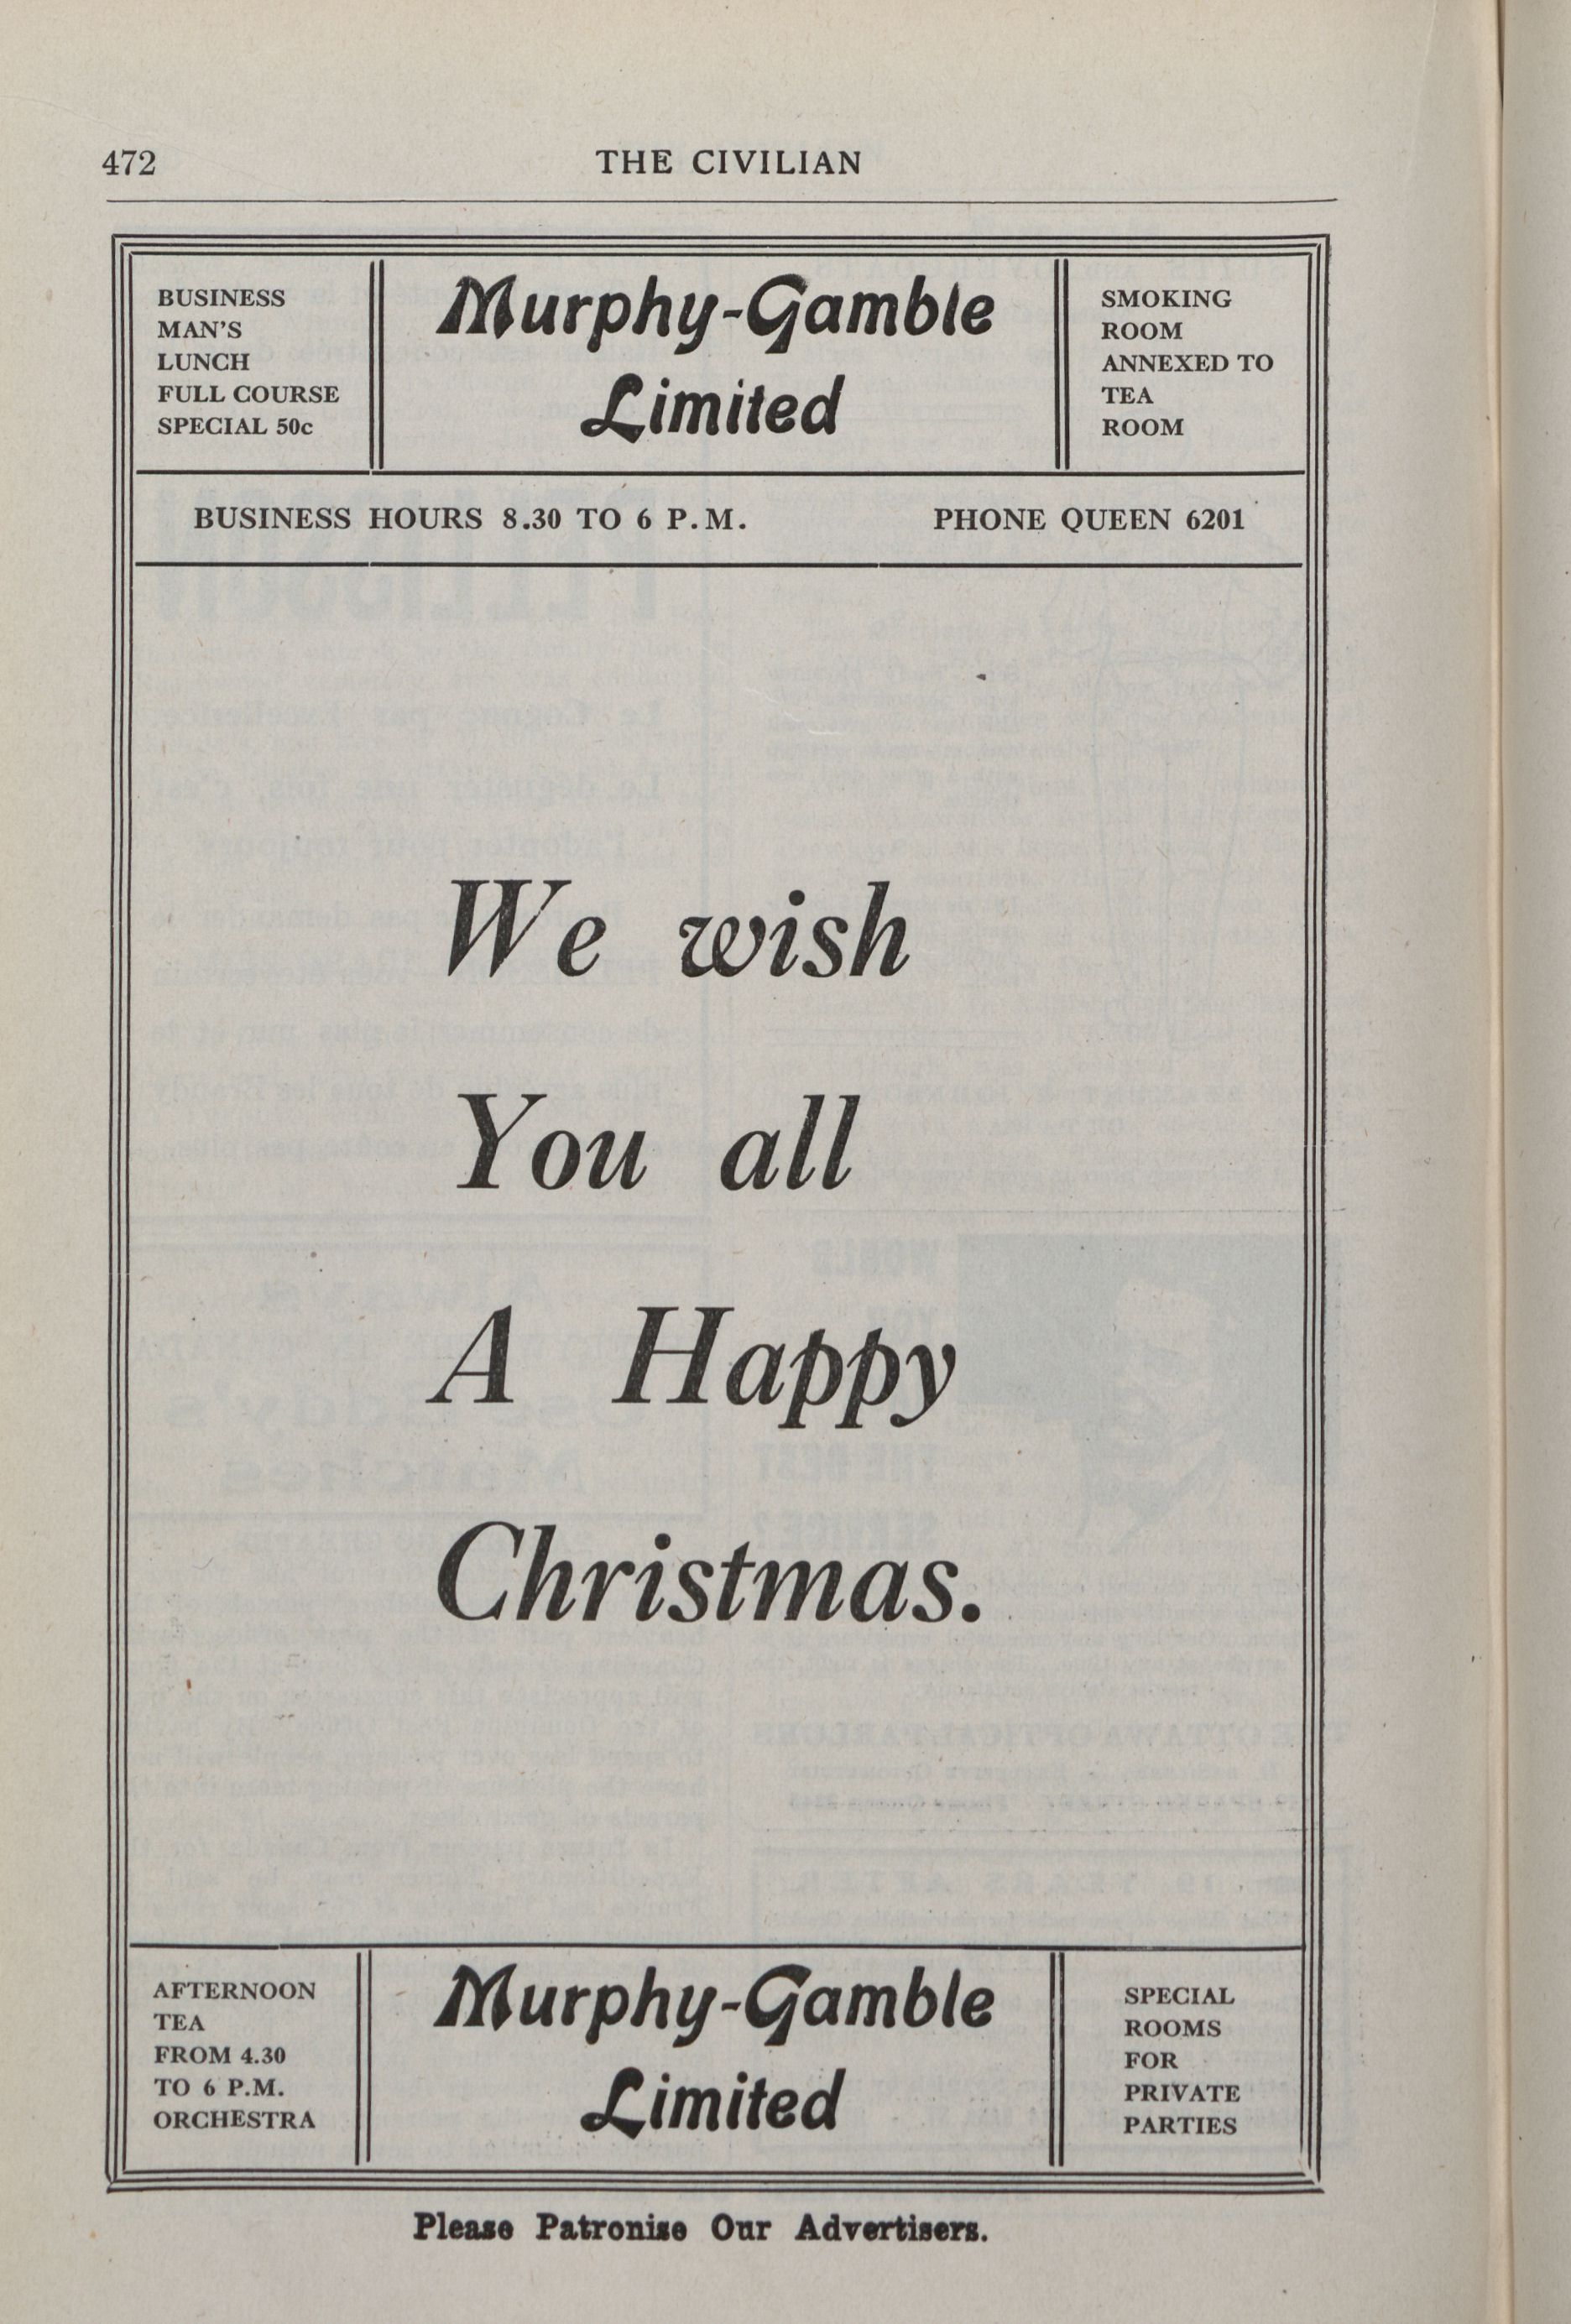 472
THE CIVILIAN
BUSINESS
MAN'S
LUNCH
FULL COURSE
SPECIAL 50c
Murphy-Gamble
Limited
SMOKING
ROOM
ANNEXED TO
TEA
ROOM
BUSINESS HOURS 8.30 TO 6 P.M.
PHONE QUEEN 6201
We wish
You all
A Happy
Christmas.
AFTERNOON
TEA
FROM 4.30
TO 6 P.M.
ORCHESTRA
Murphy-Gamble
Limited
SPECIAL
ROOMS
FOR
PRIVATE
PARTIES
Please Patronise Our Advertisers.